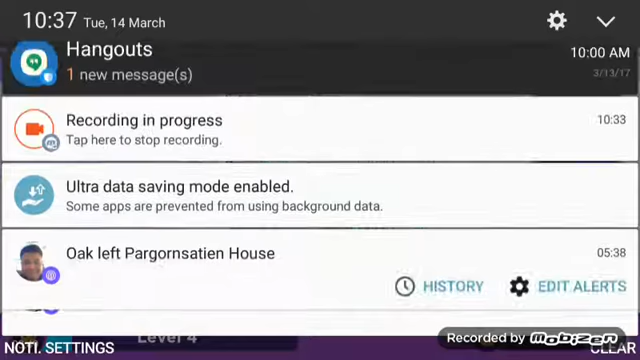 10:37 Tue, 14 March
Hangouts
10:00 AM
1 new message(s)
3/13/17
Recording in progress
10:33
Tap here to stop recording.
Ultra data saving mode enabled.
Some apps are prevented from using background data.
Oak left Pargornsatien House
05:38
HISTORY
EDIT ALERTS
Level 4
Recorded by Mobizen
NOTI. SETTINGS
CLEAR